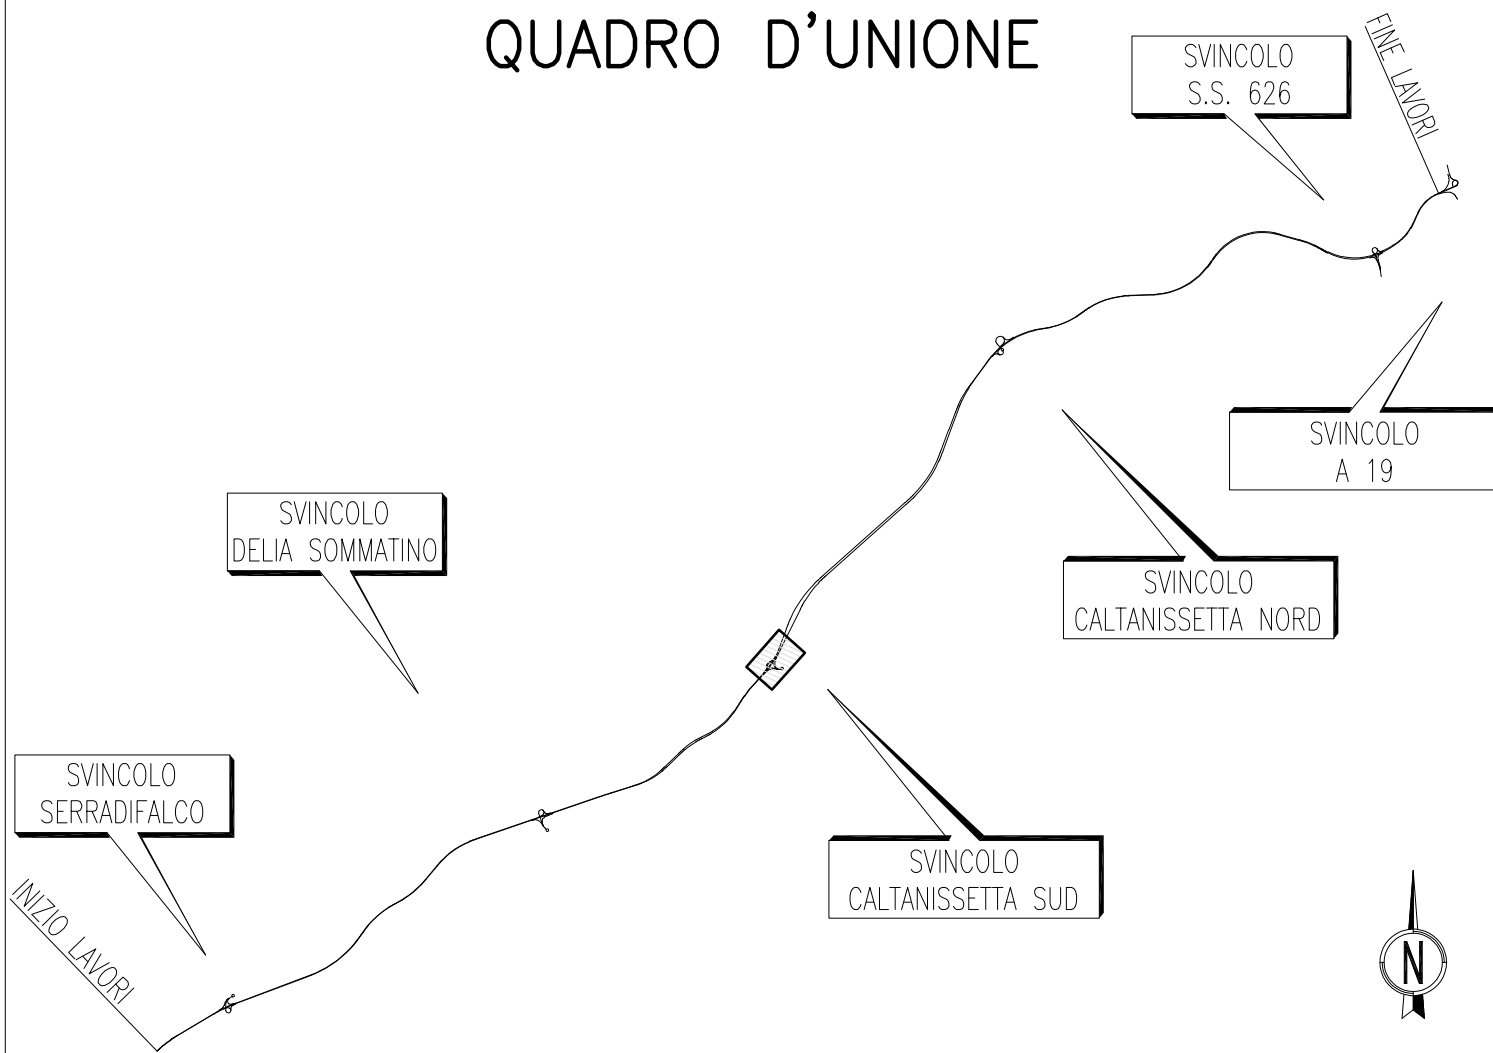 QUADRO D'UNIONE
SVINCOLO
S.S. 626
FINE LAVORI
SVINCOLO
A 19
SVINCOLO
DELIA SOMMATINO
SVINCOLO
CALTANISSETTA NORD
SVINCOLO
SERRADIFALCO
SVINCOLO
CALTANISSETTA SUD
INIZIO LAVORI
N